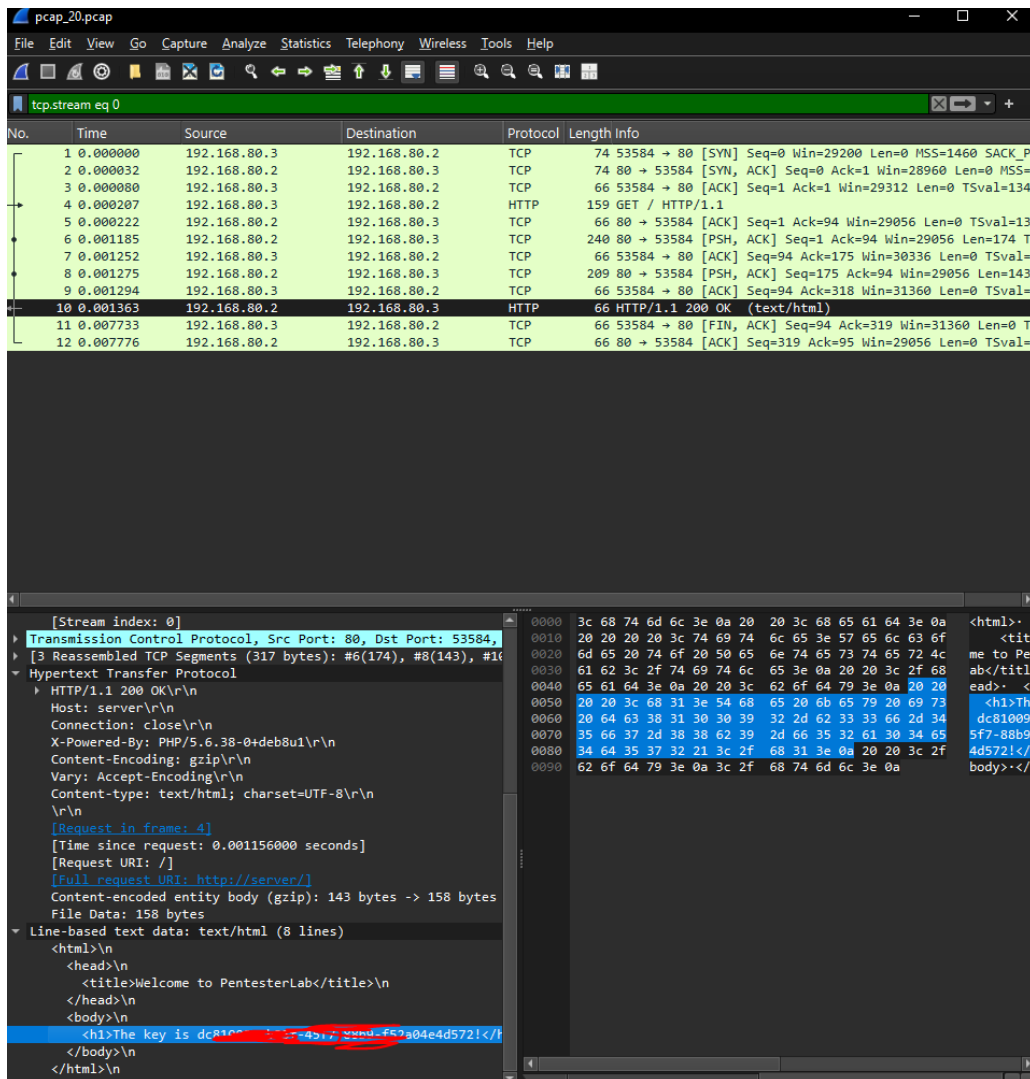 pcap_20.pcap
File Edit View Go Capture Analyze Statistics Telephony Wireless Tools Help
tcp.stream eq 0
No. Time Source Destination Protocol Length Info
1 0.000000 192.168.80.3 192.168.80.2 TCP 74 53584 → 80 [SYN] Seq=0 Win=29200 Len=0 MSS=1460 SACK_P
2 0.000032 192.168.80.2 192.168.80.3 TCP 74 80 → 53584 [SYN, ACK] Seq=0 Ack=1 Win=28960 Len=0 MSS=
3 0.000080 192.168.80.3 192.168.80.2 TCP 66 53584 → 80 [ACK] Seq=1 Ack=1 Win=29312 Len=0 TSval=134
4 0.000207 192.168.80.3 192.168.80.2 HTTP 159 GET / HTTP/1.1
5 0.000222 192.168.80.2 192.168.80.3 TCP 66 80 → 53584 [ACK] Seq=1 Ack=94 Win=29056 Len=0 TSval=13
6 0.001185 192.168.80.2 192.168.80.3 TCP 240 80 → 53584 [PSH, ACK] Seq=1 Ack=94 Win=29056 Len=174 T
7 0.001252 192.168.80.3 192.168.80.2 TCP 66 53584 → 80 [ACK] Seq=94 Ack=175 Win=30336 Len=0 TSval=
8 0.001275 192.168.80.2 192.168.80.3 TCP 209 80 → 53584 [PSH, ACK] Seq=175 Ack=94 Win=29056 Len=143
9 0.001294 192.168.80.3 192.168.80.2 TCP 66 53584 → 80 [ACK] Seq=94 Ack=318 Win=31360 Len=0 TSval=
10 0.001363 192.168.80.2 192.168.80.3 HTTP 66 HTTP/1.1 200 OK (text/html)
11 0.007733 192.168.80.3 192.168.80.2 TCP 66 53584 → 80 [FIN, ACK] Seq=94 Ack=319 Win=31360 Len=0 T
12 0.007776 192.168.80.2 192.168.80.3 TCP 66 80 → 53584 [ACK] Seq=319 Ack=95 Win=29056 Len=0 TSval=
[Stream index: 0]
Transmission Control Protocol, Src Port: 80, Dst Port: 53584,
[3 Reassembled TCP Segments (317 bytes): #6(174), #8(143), #10
Hypertext Transfer Protocol
HTTP/1.1 200 OK\r\n
Host: server\r\n
Connection: close\r\n
X-Powered-By: PHP/5.6.38-0+deb8u1\r\n
Content-Encoding: gzip\r\n
Vary: Accept-Encoding\r\n
Content-type: text/html; charset=UTF-8\r\n
\r\n
[Request in frame: 4]
[Time since request: 0.001156000 seconds]
[Request URI: /]
[Full request URI: http://server/]
Content-encoded entity body (gzip): 143 bytes -> 158 bytes
File Data: 158 bytes
Line-based text data: text/html (8 lines)
<html>\n
<head>\n
<title>Welcome to PentesterLab</title>\n
</head>\n
<body>\n
<h1>The key is
</body>\n
</html>\n
0000 3c 68 74 6d 6c 3e 0a 20 20 3c 68 65 61 64 3e 0a <html>·
0010 20 20 20 20 3c 74 69 74 6c 65 3e 57 65 6c 63 6f <tit
0020 6d 65 20 74 6f 20 50 65 6e 74 65 73 74 65 72 4c me to Pe
0030 61 62 3c 2f 74 69 74 6c 65 3e 0a 20 20 3c 2f 68 ab</titl
0040 65 61 64 3e 0a 20 20 3c 62 6f 64 79 3e 0a 20 20 ead>· <
0050 20 20 3c 68 31 3e 54 68 65 20 6b 65 79 20 69 73 <h1>Th
0060 20 64 63 38 31 30 30 39 32 2d 62 33 33 66 2d 34 dc81009
0070 35 66 37 2d 38 38 62 39 2d 66 35 32 61 30 34 65 5f7-88b9
0080 34 64 35 37 32 21 3c 2f 68 31 3e 0a 20 20 3c 2f 4d572!</
0090 62 6f 64 79 3e 0a 3c 2f 68 74 6d 6c 3e 0a body>·</